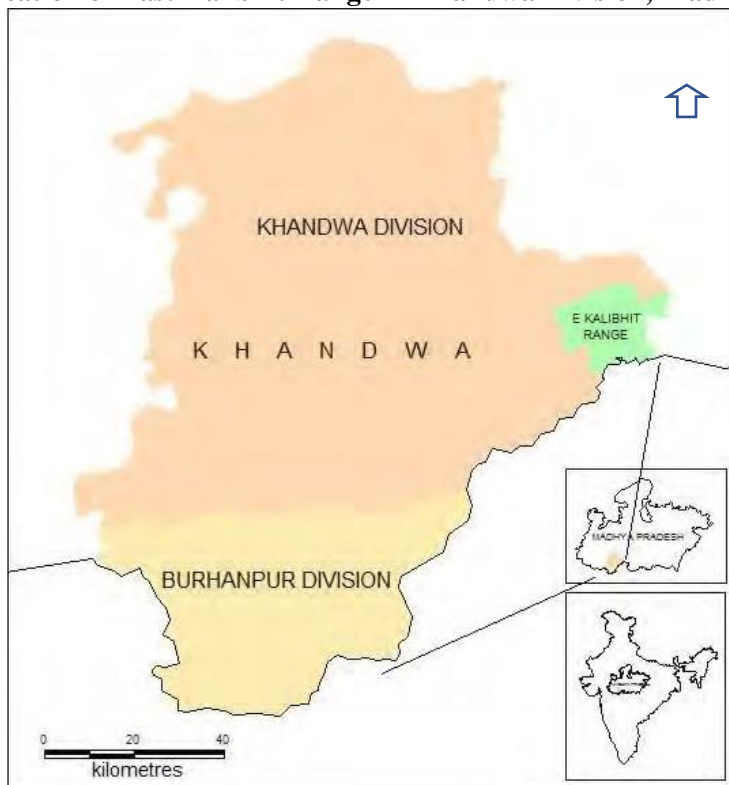 KHANDWA DIVISION
E KALIBHIT
RANGE
K H A N D W A
MADHYA PRADESH
BURHANPUR DIVISION
0 20 40
kilometres